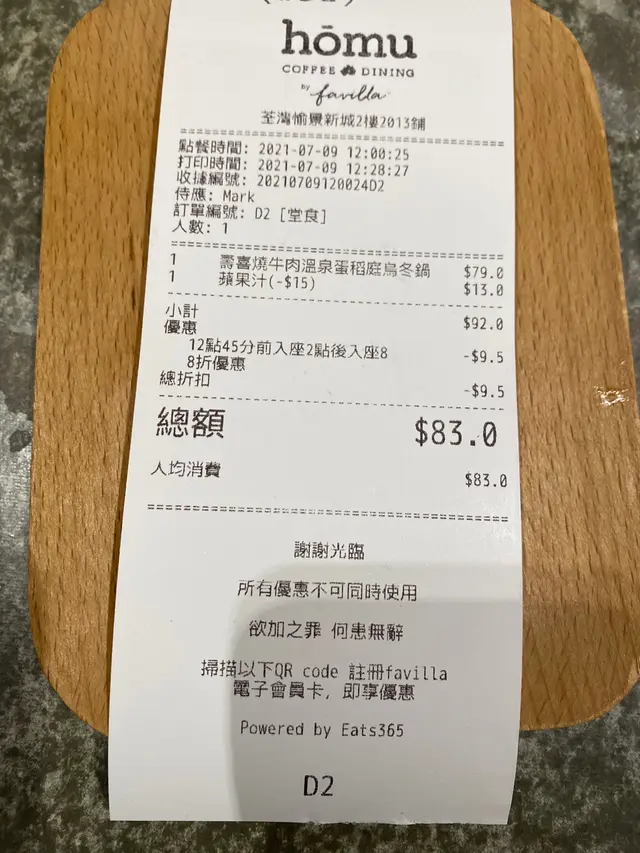 hōmu
COFFEE DINING
by favilla
荃灣愉景新城2樓2013鋪
點餐時間: 2021-07-09 12:00:25
打印時間: 2021-07-09 12:28:27
收據編號: 20210709120024D2
侍應: Mark
訂單編號: D2 [堂食]
人數: 1
1 壽喜燒牛肉溫泉蛋稻庭烏冬鍋 $79.0
1 蘋果汁(-$15) $13.0
小計 $92.0
優惠
12點45分前入座2點後入座8 -$9.5
8折優惠
總折扣 -$9.5
總額 $83.0
人均消費 $83.0
謝謝光臨
所有優惠不可同時使用
欲加之罪 何患無辭
掃描以下QR code 註冊favilla
電子會員卡, 即享優惠
Powered by Eats365
D2